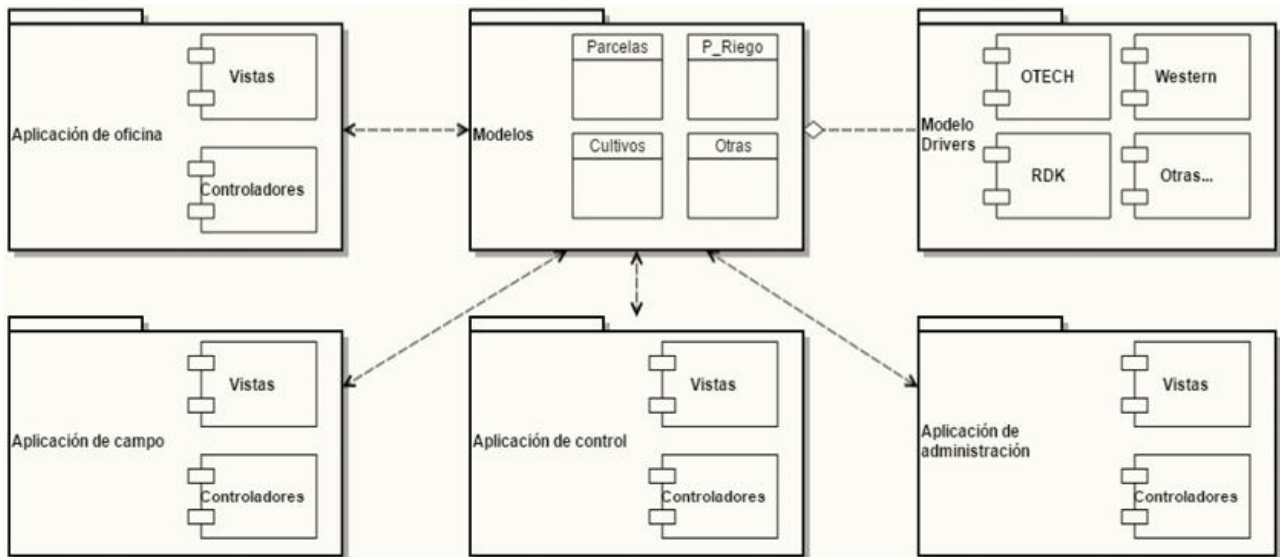 Aplicación de oficina
Vistas
Controladores
Modelos
Parcelas
P_Riego
Cultivos
Otras
Modelo
Drivers
OTECH
Western
RDK
Otras...
Aplicación de campo
Vistas
Controladores
Aplicación de control
Vistas
Controladores
Aplicación de
administración
Vistas
Controladores